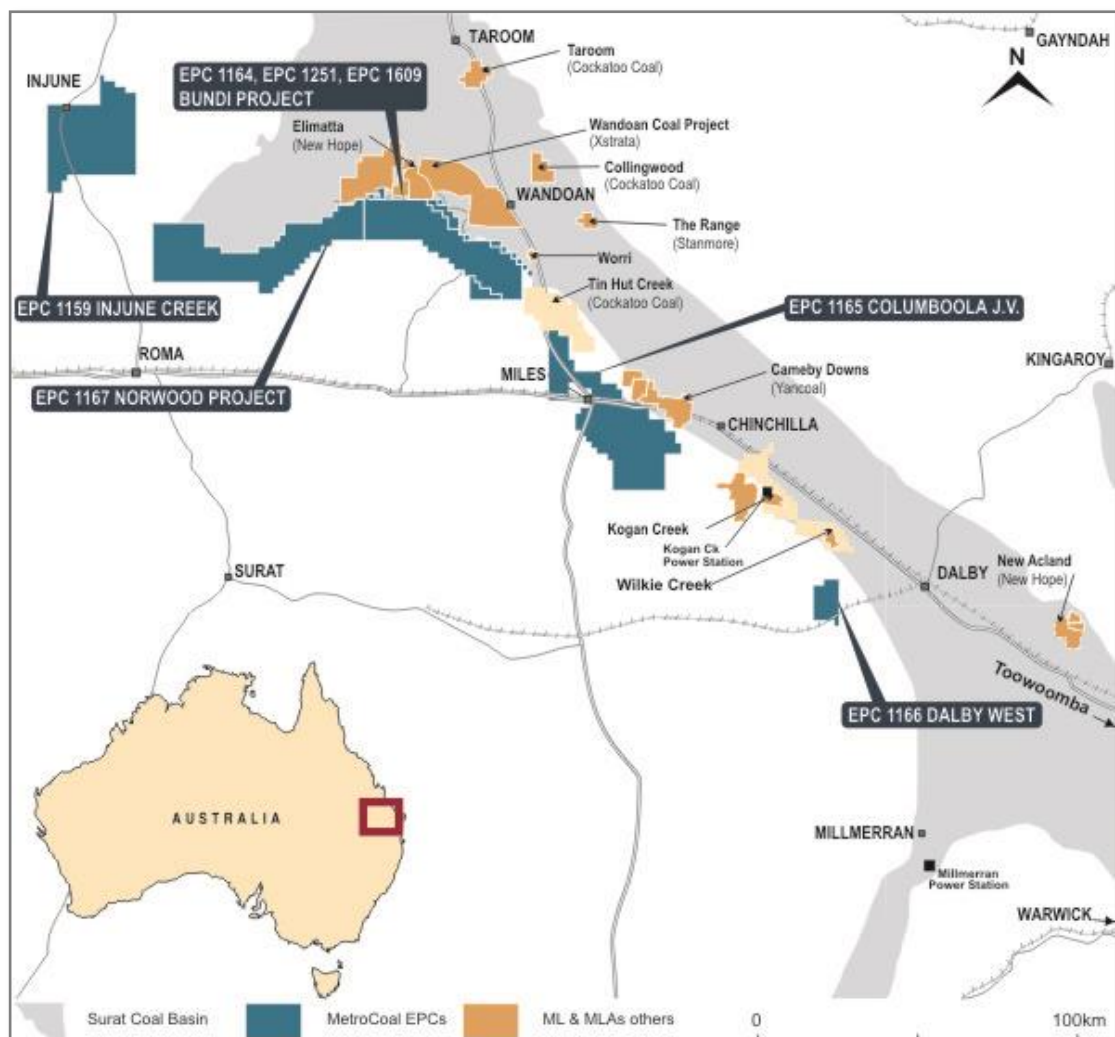 TAROOM
GAYNDAH
Taroom
(Cockatoo Coal)
N
INJUNE
EPC 1164, EPC 1251, EPC 1609
BUNDI PROJECT
Elimatta
(New Hope)
Wandoan Coal Project
(Xstrata)
Collingwood
(Cockatoo Coal)
WANDOAN
The Range
(Stanmore)
Worri
Tin Hut Creek
(Cockatoo Coal)
EPC 1159 INJUNE CREEK
EPC 1165 COLUMBOOLA J.V.
ROMA
KINGAROY
MILES
Cameby Downs
(Yancoal)
EPC 1167 NORWOOD PROJECT
CHINCHILLA
Kogan Creek
Kogan Ck
Power Station
SURAT
Wilkie Creek
DALBY
New Acland
(New Hope)
Toowoomba
EPC 1166 DALBY WEST
AUSTRALIA
MILLMERRAN
Millmerran
Power Station
WARWICK
Surat Coal Basin
MetroCoal EPCs
ML & MLAs others
0
100km